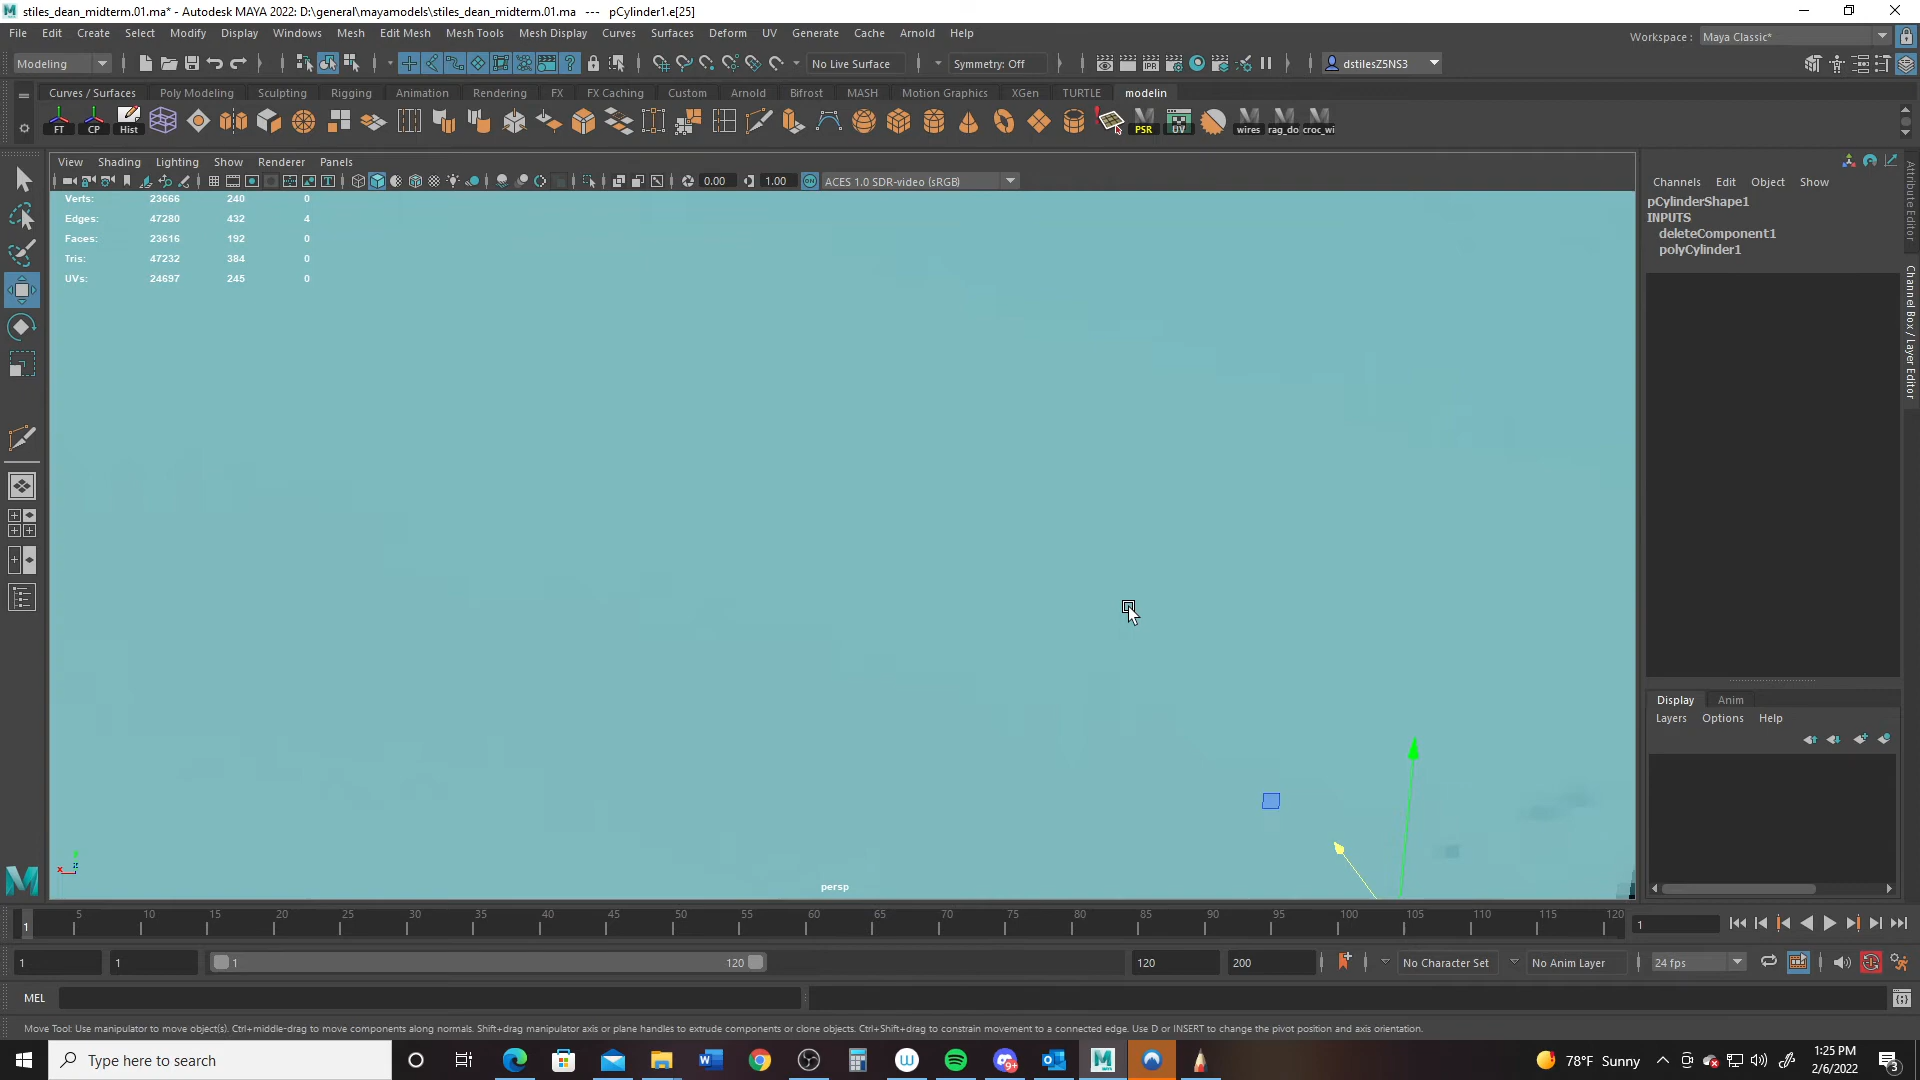 stiles_dean_midterm.01.ma* - Autodesk MAYA 2022: D:\general\mayamodels\stiles_dean_midterm.01.ma   ---   pCylinder1.e[25]
File Edit Create Select Modify Display Windows Mesh Edit Mesh Mesh Tools Mesh Display Curves Surfaces Deform UV Generate Cache Arnold Help
Workspace : Maya Classic*
Modeling No Live Surface Symmetry: Off dstilesZ5NS3
Curves / Surfaces Poly Modeling Sculpting Rigging Animation Rendering FX FX Caching Custom Arnold Bifrost MASH Motion Graphics XGen TURTLE modelin
FT CP Hist PSR UV wires rag_do croc_wi
View Shading Lighting Show Renderer Panels
0.00 1.00 ON ACES 1.0 SDR-video (sRGB)
Channels Edit Object Show
pCylinderShape1
INPUTS
deleteComponent1
polyCylinder1
Attribute Editor
Channel Box / Layer Editor
Verts: 23666 240 0
Edges: 47280 432 4
Faces: 23616 192 0
Tris: 47232 384 0
UVs: 24697 245 0
Display Anim
Layers Options Help
x
persp
M
1 5 10 15 20 25 30 35 40 45 50 55 60 65 70 75 80 85 90 95 100 105 110 115 120 1
1 1 1 120 120 200 No Character Set No Anim Layer 24 fps
MEL
Move Tool: Use manipulator to move object(s). Ctrl+middle-drag to move components along normals. Shift+drag manipulator axis or plane handles to extrude components or clone objects. Ctrl+Shift+drag to constrain movement to a connected edge. Use D or INSERT to change the pivot position and axis orientation.
Type here to search
9+
78°F Sunny
1:25 PM
2/6/2022
3